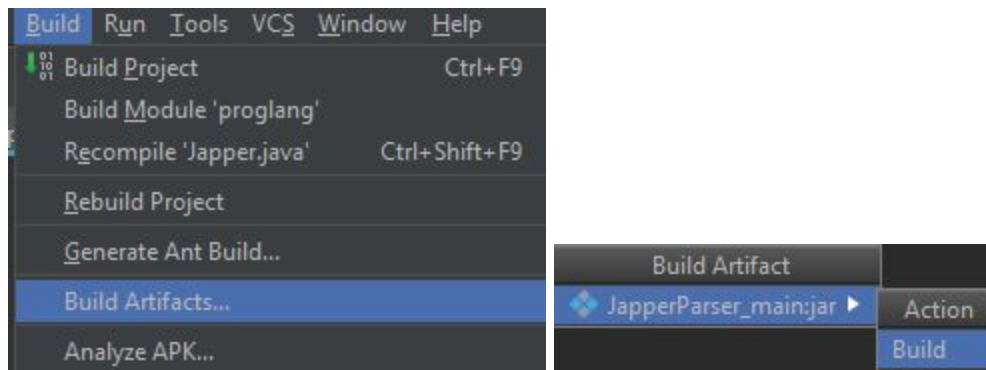 Build Run Tools VCS Window Help
Build Project Ctrl+F9
Build Module 'proglang'
Recompile 'Japper.java' Ctrl+Shift+F9
Rebuild Project
Generate Ant Build...
Build Artifacts...
Analyze APK...
Build Artifact
JapperParser_main:jar
Action
Build